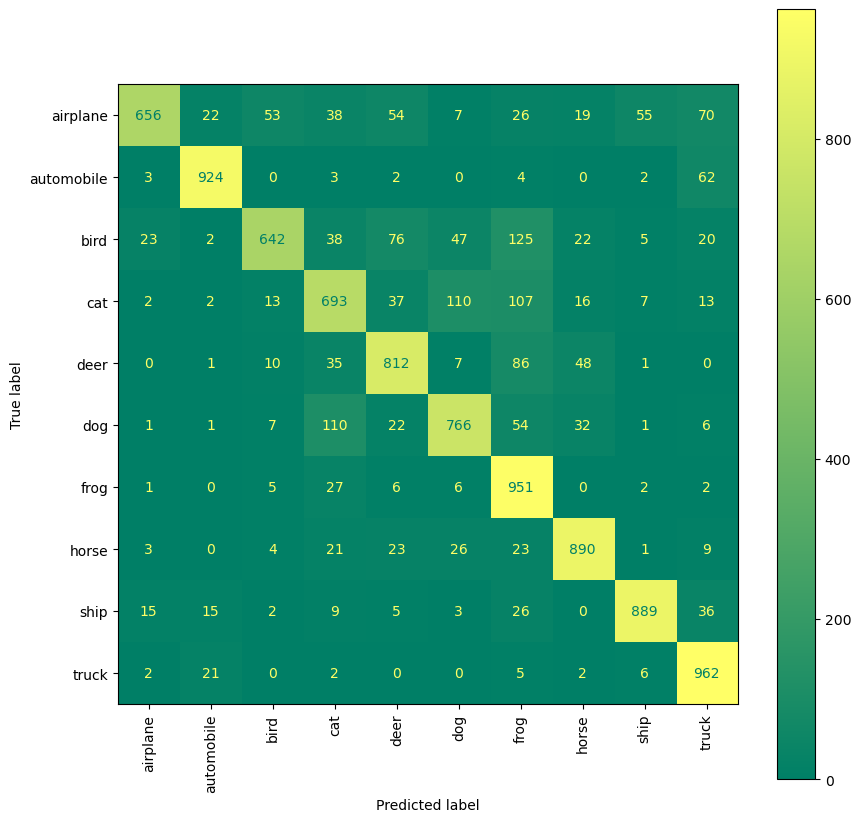 airplane 656 22 53 38 54 7 26 19 55 70
automobile 3 924 0 3 2 0 4 0 2 62
bird 23 2 642 38 76 47 125 22 5 20
cat 2 2 13 693 37 110 107 16 7 13
deer 0 1 10 35 812 7 86 48 1 0
dog 1 1 7 110 22 766 54 32 1 6
frog 1 0 5 27 6 6 951 0 2 2
horse 3 0 4 21 23 26 23 890 1 9
ship 15 15 2 9 5 3 26 0 889 36
truck 2 21 0 2 0 0 5 2 6 962
airplane automobile bird cat deer dog frog horse ship truck
Predicted label
True label
800
600
400
200
0